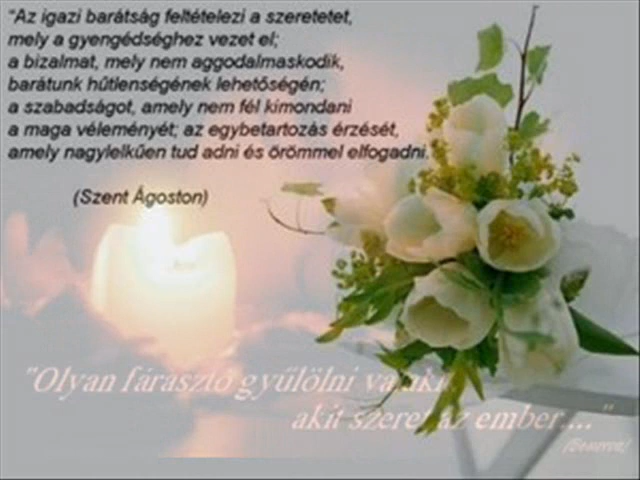 “Az igazi barátság feltételezi a szeretetet,
mely a gyengédséghez vezet el;
a bizalmat, mely nem aggodalmaskodik,
barátunk hűtlenségének lehetőségén;
a szabadságot, amely nem fél kimondani
a maga véleményét; az egybetartozás érzését,
amely nagylelkűen tud adni és örömmel elfogadni.
(Szent Ágoston)
"Olyan fárasztó gyűlölni valakit,
akit szeret az ember...."